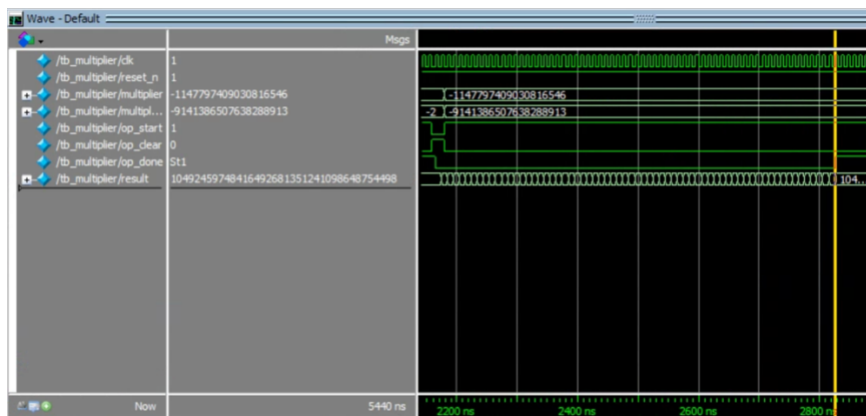 Wave - Default
Msgs
/tb_multiplier/clk 1
/tb_multiplier/reset_n 1
/tb_multiplier/multiplier -1147797409030816546 -1147797409030816546
/tb_multiplier/multipl... -9141386507638288913 -2 -9141386507638288913
/tb_multiplier/op_start 1
/tb_multiplier/op_clear 0
/tb_multiplier/op_done St1
/tb_multiplier/result 10492459748416492681351241098648754498 104...
Now 5440 ns 2200 ns 2400 ns 2600 ns 2800 ns